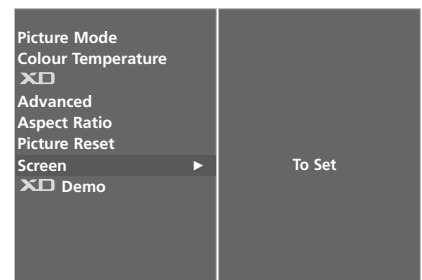 Picture Mode
Colour Temperature
XD
Advanced
Aspect Ratio
Picture Reset
Screen ► To Set
XD Demo